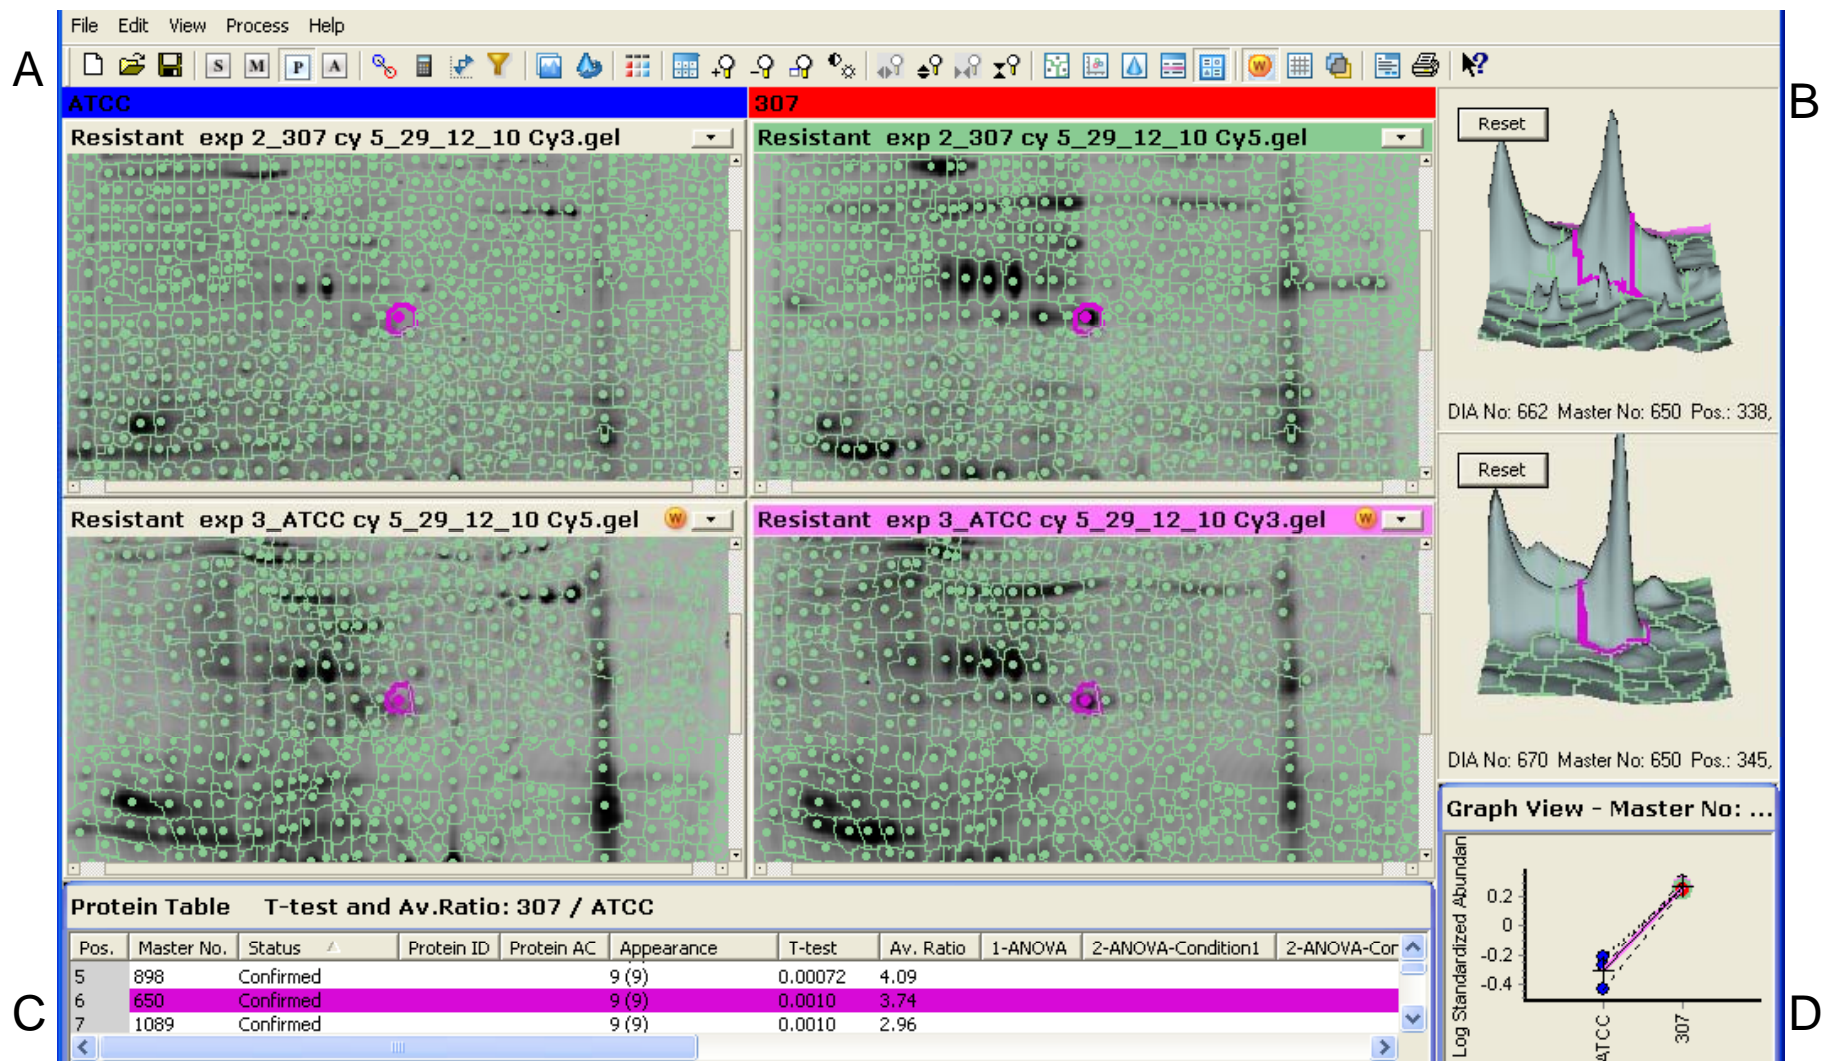 File Edit View Process Help
A
S M P A W
B
ATCC
307
Resistant exp 2_307 cy 5_29_12_10 Cy3.gel
Resistant exp 2_307 cy 5_29_12_10 Cy5.gel
Reset
DIA No: 662 Master No: 650 Pos.: 338,
Reset
Resistant exp 3_ATCC cy 5_29_12_10 Cy5.gel W
Resistant exp 3_ATCC cy 5_29_12_10 Cy3.gel W
DIA No: 670 Master No: 650 Pos.: 345,
Graph View - Master No: ...
Log Standardized Abundan
0.2
0
-0.2
-0.4
ATCC
307
Protein Table T-test and Av.Ratio: 307 / ATCC
Pos. Master No. Status Protein ID Protein AC Appearance T-test Av. Ratio 1-ANOVA 2-ANOVA-Condition1 2-ANOVA-Cor
5 898 Confirmed 9 (9) 0.00072 4.09
6 650 Confirmed 9 (9) 0.0010 3.74
7 1089 Confirmed 9 (9) 0.0010 2.96
C
D